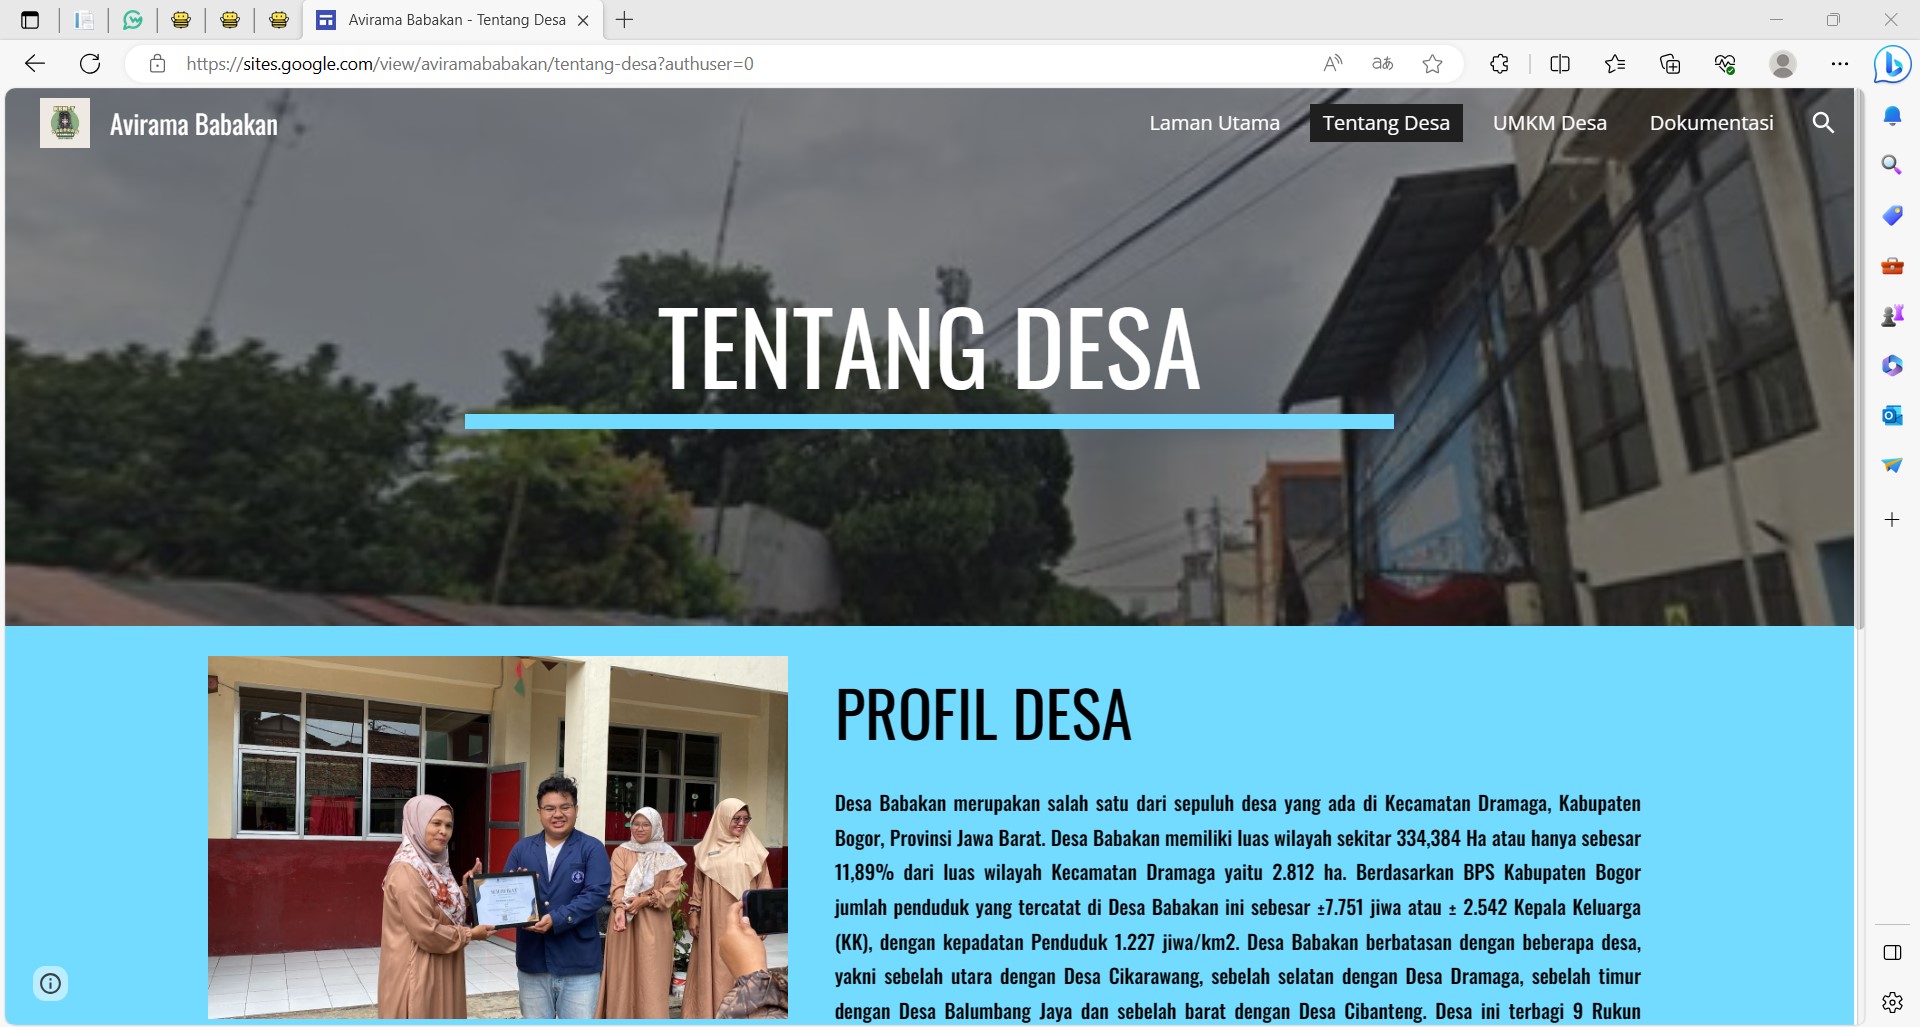 Avirama Babakan - Tentang Desa
https://sites.google.com/view/aviramababakan/tentang-desa?authuser=0
Avirama Babakan
Laman Utama
Tentang Desa
UMKM Desa
Dokumentasi
TENTANG DESA
PROFIL DESA
Desa Babakan merupakan salah satu dari sepuluh desa yang ada di Kecamatan Dramaga, Kabupaten
Bogor, Provinsi Jawa Barat. Desa Babakan memiliki luas wilayah sekitar 334,384 Ha atau hanya sebesar
11,89% dari luas wilayah Kecamatan Dramaga yaitu 2.812 ha. Berdasarkan BPS Kabupaten Bogor
jumlah penduduk yang tercatat di Desa Babakan ini sebesar ±7.751 jiwa atau ± 2.542 Kepala Keluarga
(KK), dengan kepadatan Penduduk 1.227 jiwa/km2. Desa Babakan berbatasan dengan beberapa desa,
yakni sebelah utara dengan Desa Cikarawang, sebelah selatan dengan Desa Dramaga, sebelah timur
dengan Desa Balumbang Jaya dan sebelah barat dengan Desa Cibanteng. Desa ini terbagi 9 Rukun